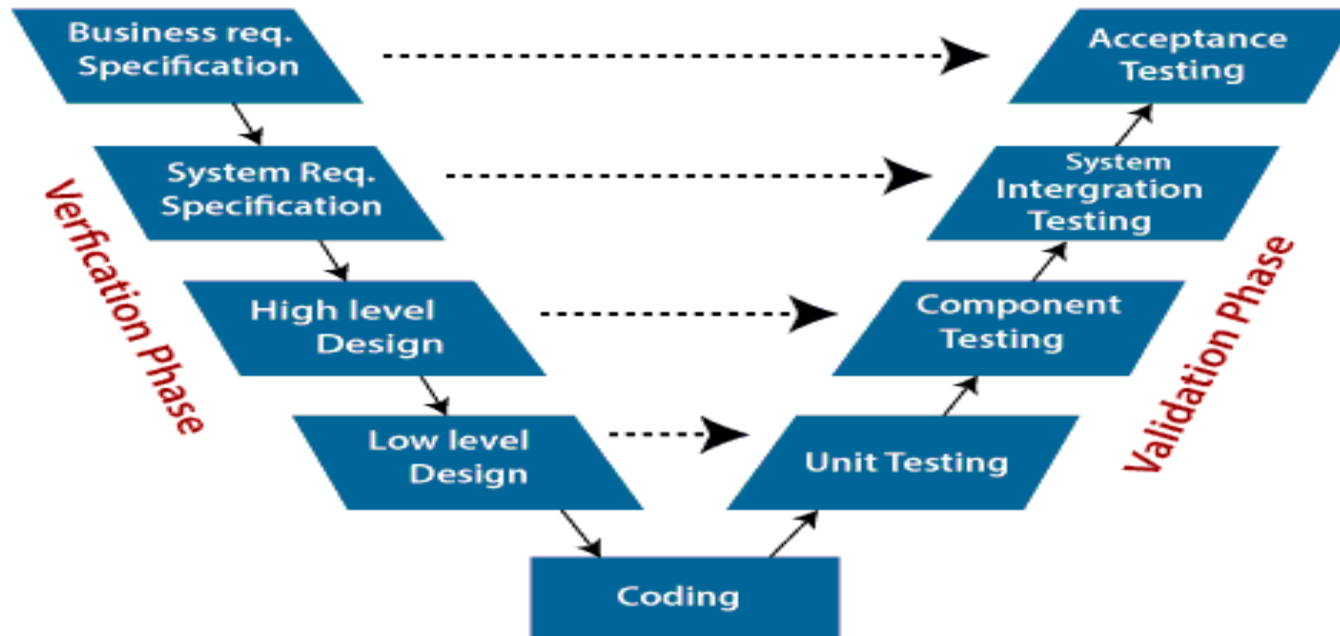 Business req.
Specification
Acceptance
Testing
System Req.
Specification
System
Intergration
Testing
Verfication Phase
High level
Design
Component
Testing
Validation Phase
Low level
Design
Unit Testing
Coding